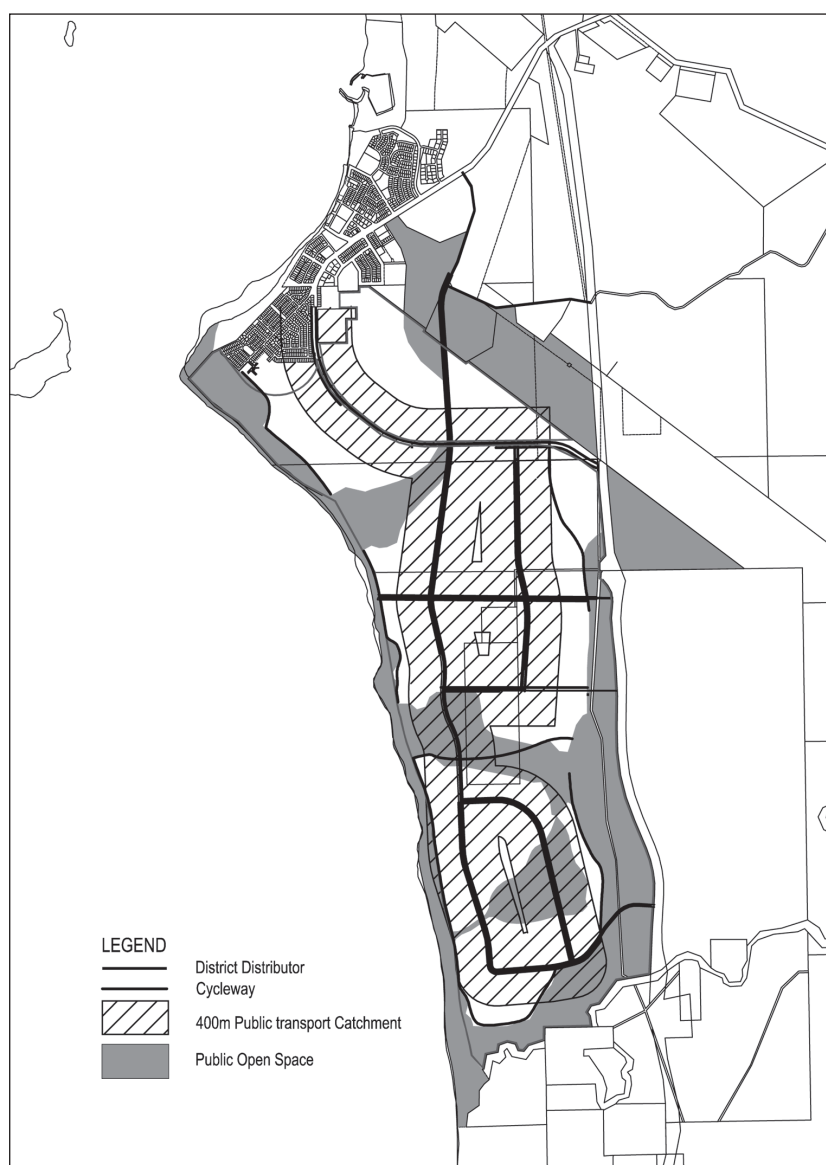 LEGEND
District Distributor
Cycleway
400m Public transport Catchment
Public Open Space